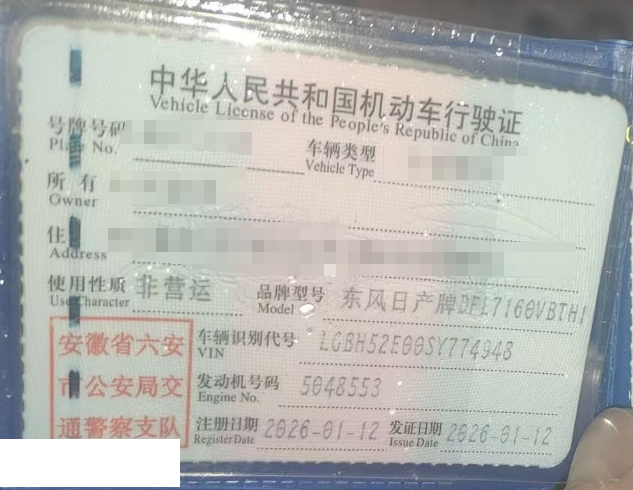 中华人民共和国机动车行驶证
Vehicle License of the People's Republic of China
号牌号码
Plate No.
车辆类型
Vehicle Type
所有
Owner
住
Address
使用性质 非营运
Use Character
品牌型号 东风日产牌DFL7160VBTH1
Model
安徽省六安
市公安局交
通警察支队
车辆识别代号 LGBH52E00SY774948
VIN
发动机号码 5048553
Engine No.
注册日期 2026-01-12
Register Date
发证日期 2026-01-12
Issue Date